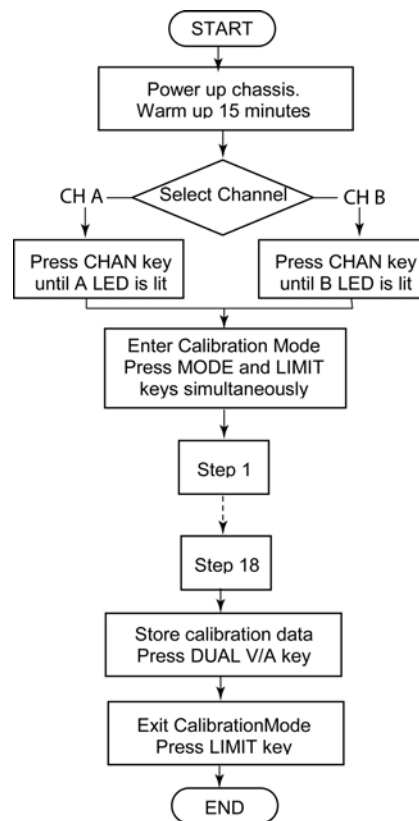 START
Power up chassis.
Warm up 15 minutes
Select Channel
CH A
CH B
Press CHAN key
until A LED is lit
Press CHAN key
until B LED is lit
Enter Calibration Mode
Press MODE and LIMIT
keys simultaneously
Step 1
Step 18
Store calibration data
Press DUAL V/A key
Exit CalibrationMode
Press LIMIT key
END